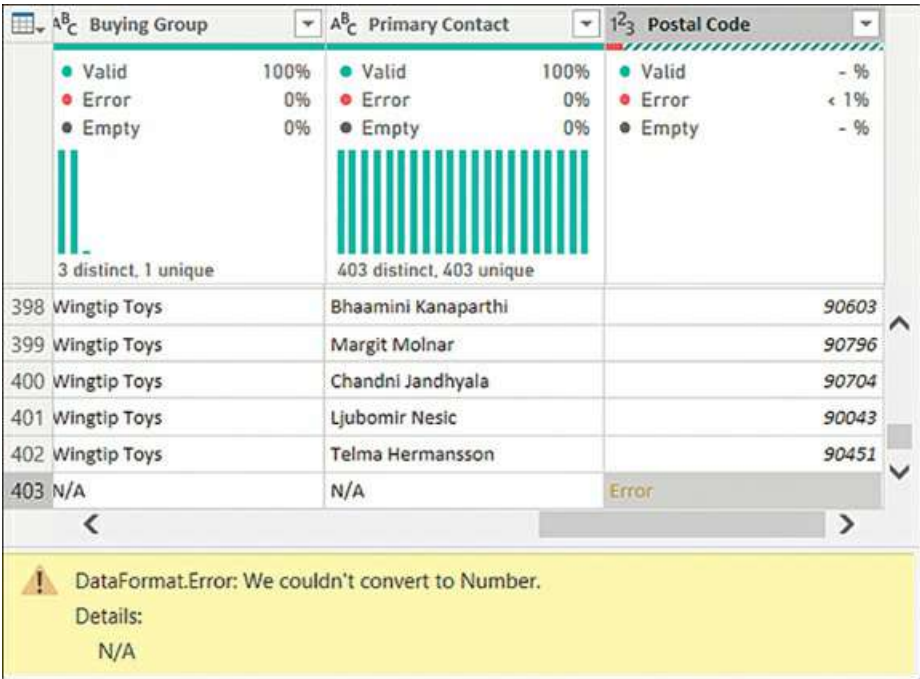 ABC Buying Group ABC Primary Contact 123 Postal Code
Valid 100% Valid 100% Valid - %
Error 0% Error 0% Error < 1%
Empty 0% Empty 0% Empty - %
3 distinct, 1 unique 403 distinct, 403 unique
398 Wingtip Toys Bhaamini Kanaparthi 90603
399 Wingtip Toys Margit Molnar 90796
400 Wingtip Toys Chandni Jandhyala 90704
401 Wingtip Toys Ljubomir Nesic 90043
402 Wingtip Toys Telma Hermansson 90451
403 N/A N/A Error
DataFormat.Error: We couldn't convert to Number.
Details:
N/A